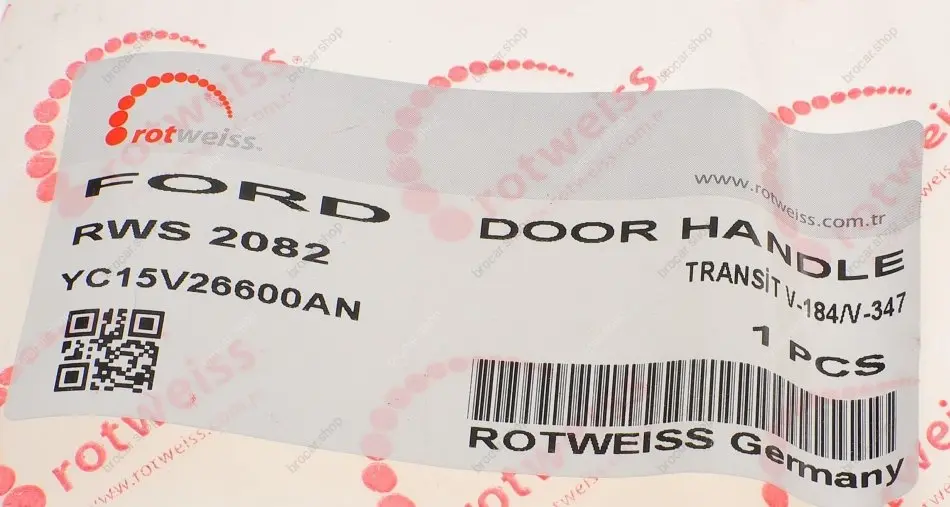 rotweiss.
www.rotweiss.com.tr
FORD
RWS 2082
YC15V26600AN
DOOR HANDLE
TRANSİT V-184/V-347
1 PCS
ROTWEISS Germany